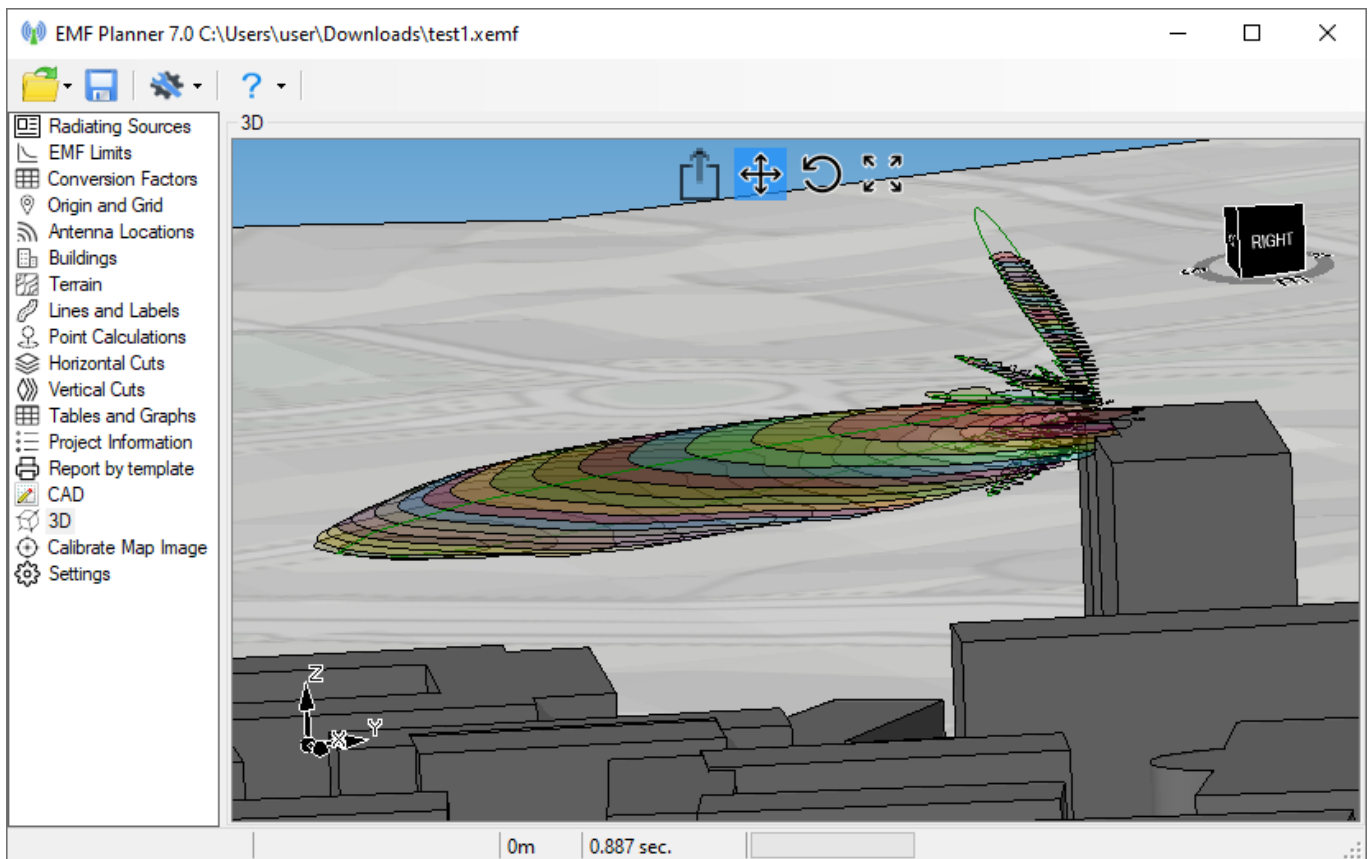 EMF Planner 7.0 C:\Users\user\Downloads\test1.xemf
Radiating Sources
EMF Limits
Conversion Factors
Origin and Grid
Antenna Locations
Buildings
Terrain
Lines and Labels
Point Calculations
Horizontal Cuts
Vertical Cuts
Tables and Graphs
Project Information
Report by template
CAD
3D
Calibrate Map Image
Settings
3D
RIGHT
Z
X
Y
0m
0.887 sec.